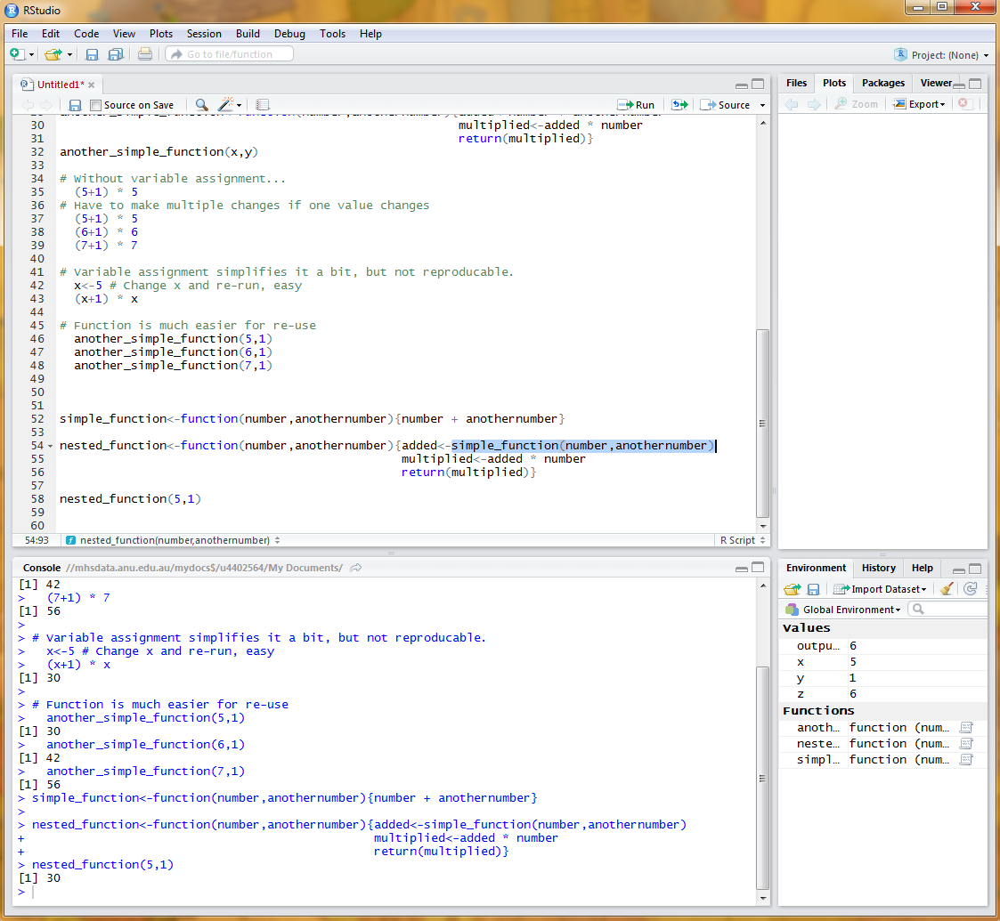 RStudio
File Edit Code View Plots Session Build Debug Tools Help
Go to file/function
Project: (None)
Untitled1*
Source on Save
Run
Source
30 multiplied<-added * number
31 return(multiplied)}
32 another_simple_function(x,y)
33
34 # Without variable assignment...
35 (5+1) * 5
36 # Have to make multiple changes if one value changes
37 (5+1) * 5
38 (6+1) * 6
39 (7+1) * 7
40
41 # Variable assignment simplifies it a bit, but not reproducable.
42 x<-5 # Change x and re-run, easy
43 (x+1) * x
44
45 # Function is much easier for re-use
46 another_simple_function(5,1)
47 another_simple_function(6,1)
48 another_simple_function(7,1)
49
50
51
52 simple_function<-function(number,anothernumber){number + anothernumber}
53
54 nested_function<-function(number,anothernumber){added<-simple_function(number,anothernumber)
55 multiplied<-added * number
56 return(multiplied)}
57
58 nested_function(5,1)
59
60
54:93 nested_function(number,anothernumber) R Script
Console //mhsdata.anu.edu.au/mydocs$/u4402564/My Documents/
[1] 42
> (7+1) * 7
[1] 56
>
> # Variable assignment simplifies it a bit, but not reproducable.
> x<-5 # Change x and re-run, easy
> (x+1) * x
[1] 30
>
> # Function is much easier for re-use
> another_simple_function(5,1)
[1] 30
> another_simple_function(6,1)
[1] 42
> another_simple_function(7,1)
[1] 56
> simple_function<-function(number,anothernumber){number + anothernumber}
>
> nested_function<-function(number,anothernumber){added<-simple_function(number,anothernumber)
+ multiplied<-added * number
+ return(multiplied)}
> nested_function(5,1)
[1] 30
>
Files Plots Packages Viewer
Zoom Export
Environment History Help
Import Dataset
Global Environment
Values
outpu... 6
x 5
y 1
z 6
Functions
anoth... function (num...
neste... function (num...
simpl... function (num...